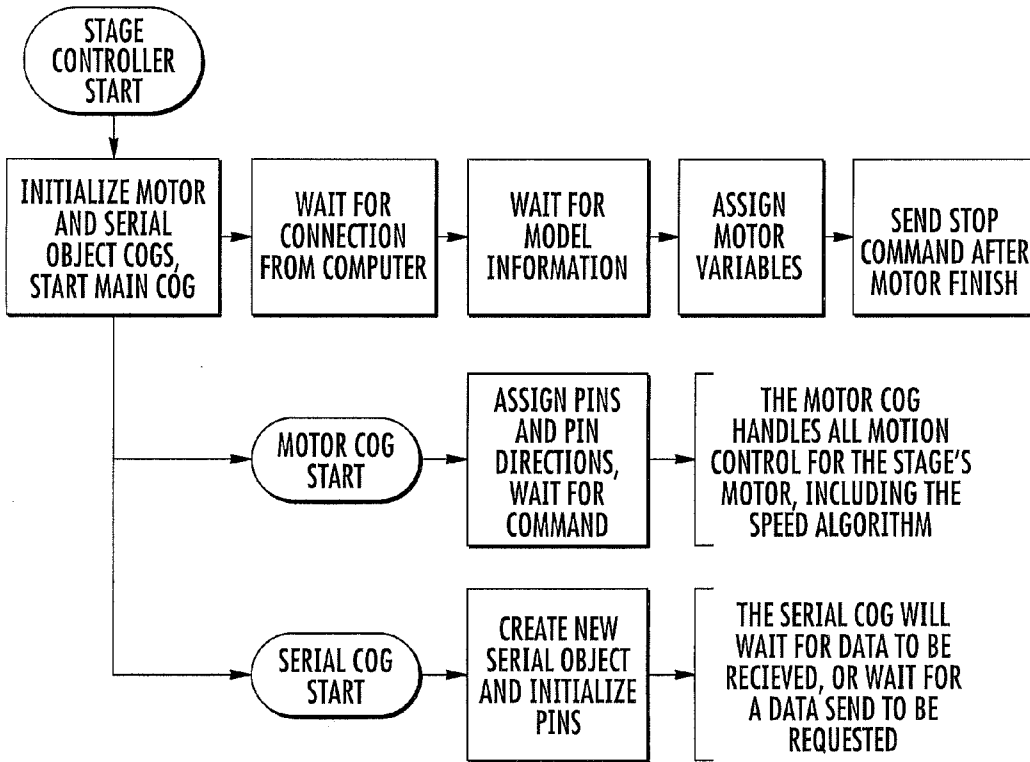 STAGE
CONTROLLER
START
INITIALIZE MOTOR
AND SERIAL
OBJECT COGS,
START MAIN COG
WAIT FOR
CONNECTION
FROM COMPUTER
WAIT FOR
MODEL
INFORMATION
ASSIGN
MOTOR
VARIABLES
SEND STOP
COMMAND AFTER
MOTOR FINISH
MOTOR COG
START
ASSIGN PINS
AND PIN
DIRECTIONS,
WAIT FOR
COMMAND
THE MOTOR COG
HANDLES ALL MOTION
CONTROL FOR THE STAGE'S
MOTOR, INCLUDING THE
SPEED ALGORITHM
SERIAL COG
START
CREATE NEW
SERIAL OBJECT
AND INITIALIZE
PINS
THE SERIAL COG WILL
WAIT FOR DATA TO BE
RECIEVED, OR WAIT FOR
A DATA SEND TO BE
REQUESTED